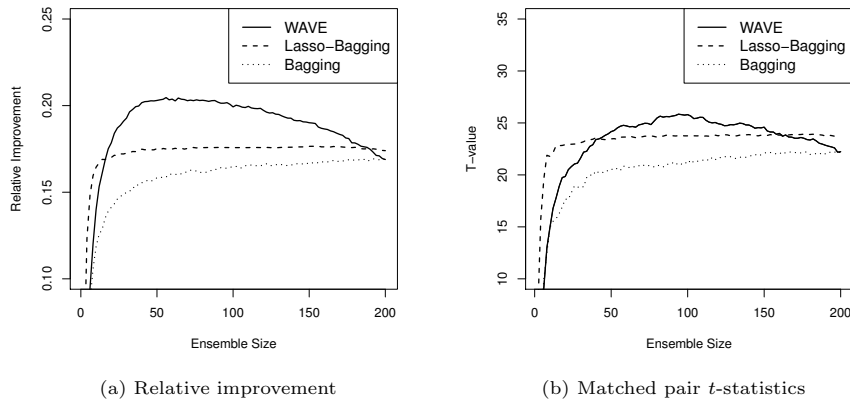 WAVE
Lasso−Bagging
Bagging
Relative Improvement
0.25
0.20
0.15
0.10
0 50 100 150 200
Ensemble Size
(a) Relative improvement
WAVE
Lasso−Bagging
Bagging
T−value
35
30
25
20
15
10
0 50 100 150 200
Ensemble Size
(b) Matched pair t-statistics